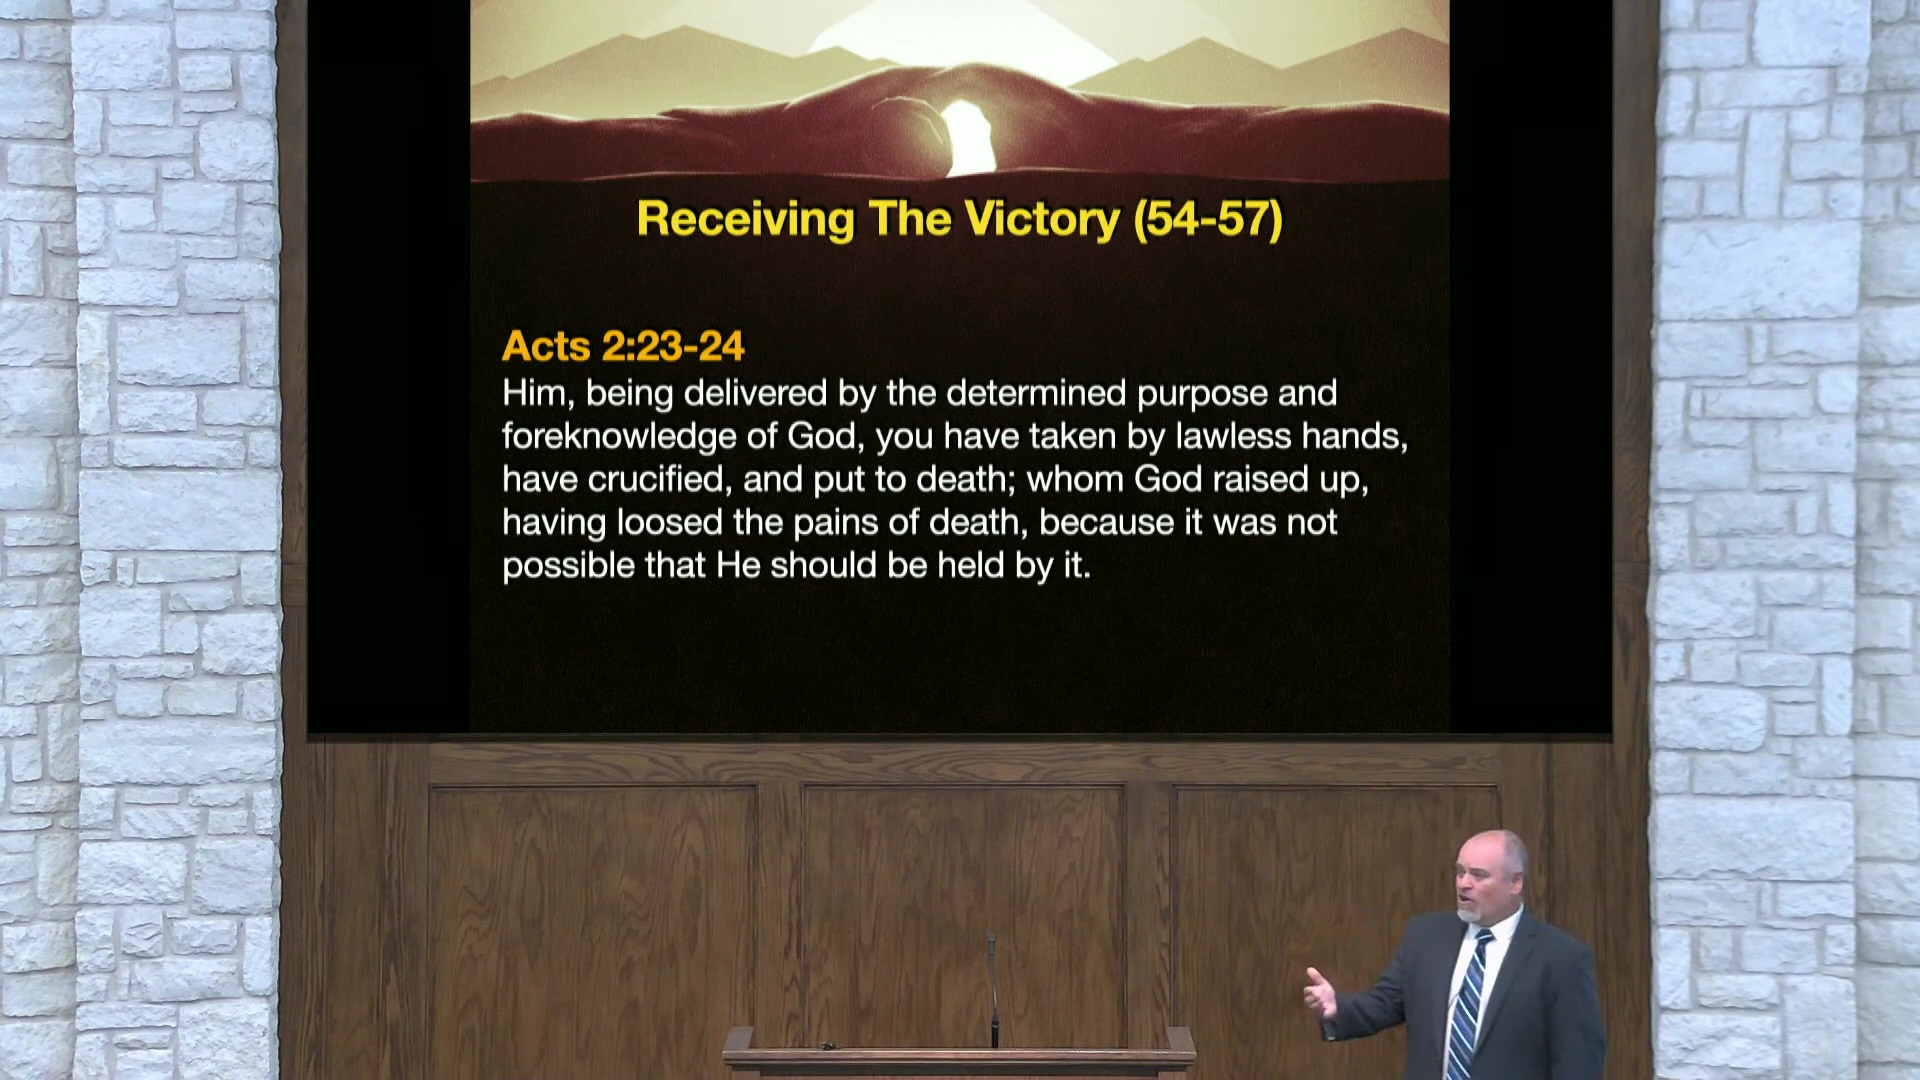 Receiving The Victory (54-57)
Acts 2:23-24
Him, being delivered by the determined purpose and
foreknowledge of God, you have taken by lawless hands,
have crucified, and put to death; whom God raised up,
having loosed the pains of death, because it was not
possible that He should be held by it.